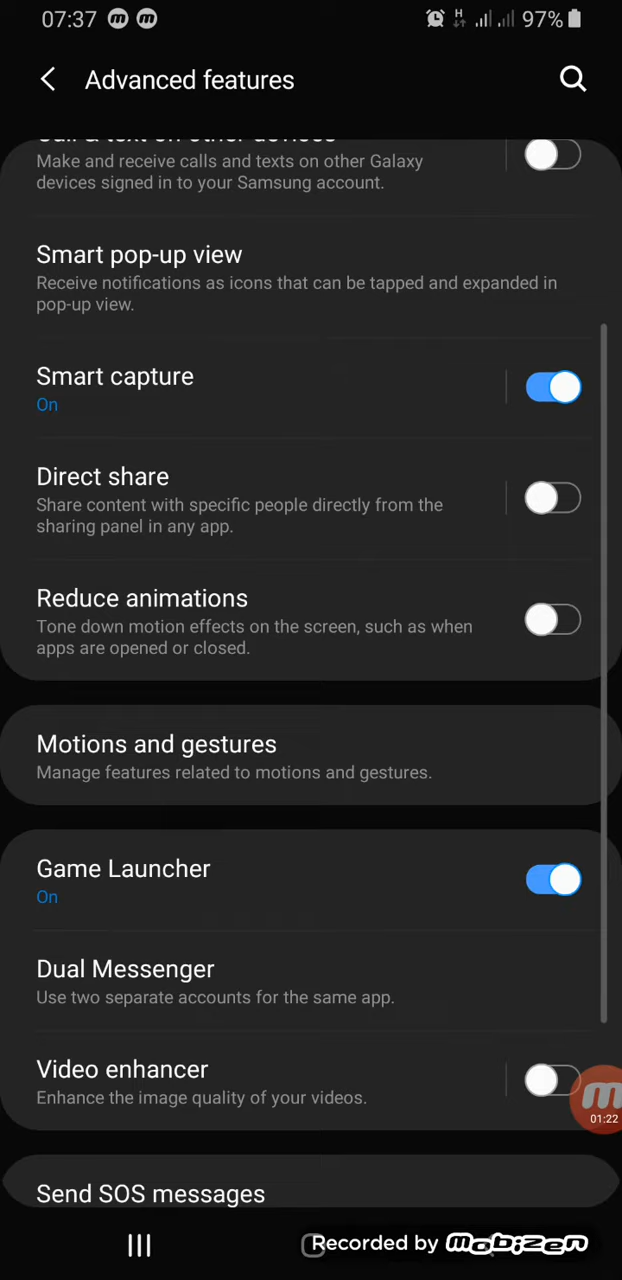 07:37 m m H 97%
Advanced features
Call & text on other devices
Make and receive calls and texts on other Galaxy
devices signed in to your Samsung account.
Smart pop-up view
Receive notifications as icons that can be tapped and expanded in
pop-up view.
Smart capture
On
Direct share
Share content with specific people directly from the
sharing panel in any app.
Reduce animations
Tone down motion effects on the screen, such as when
apps are opened or closed.
Motions and gestures
Manage features related to motions and gestures.
Game Launcher
On
Dual Messenger
Use two separate accounts for the same app.
Video enhancer
Enhance the image quality of your videos.
m
01:22
Send SOS messages
Recorded by mobizen